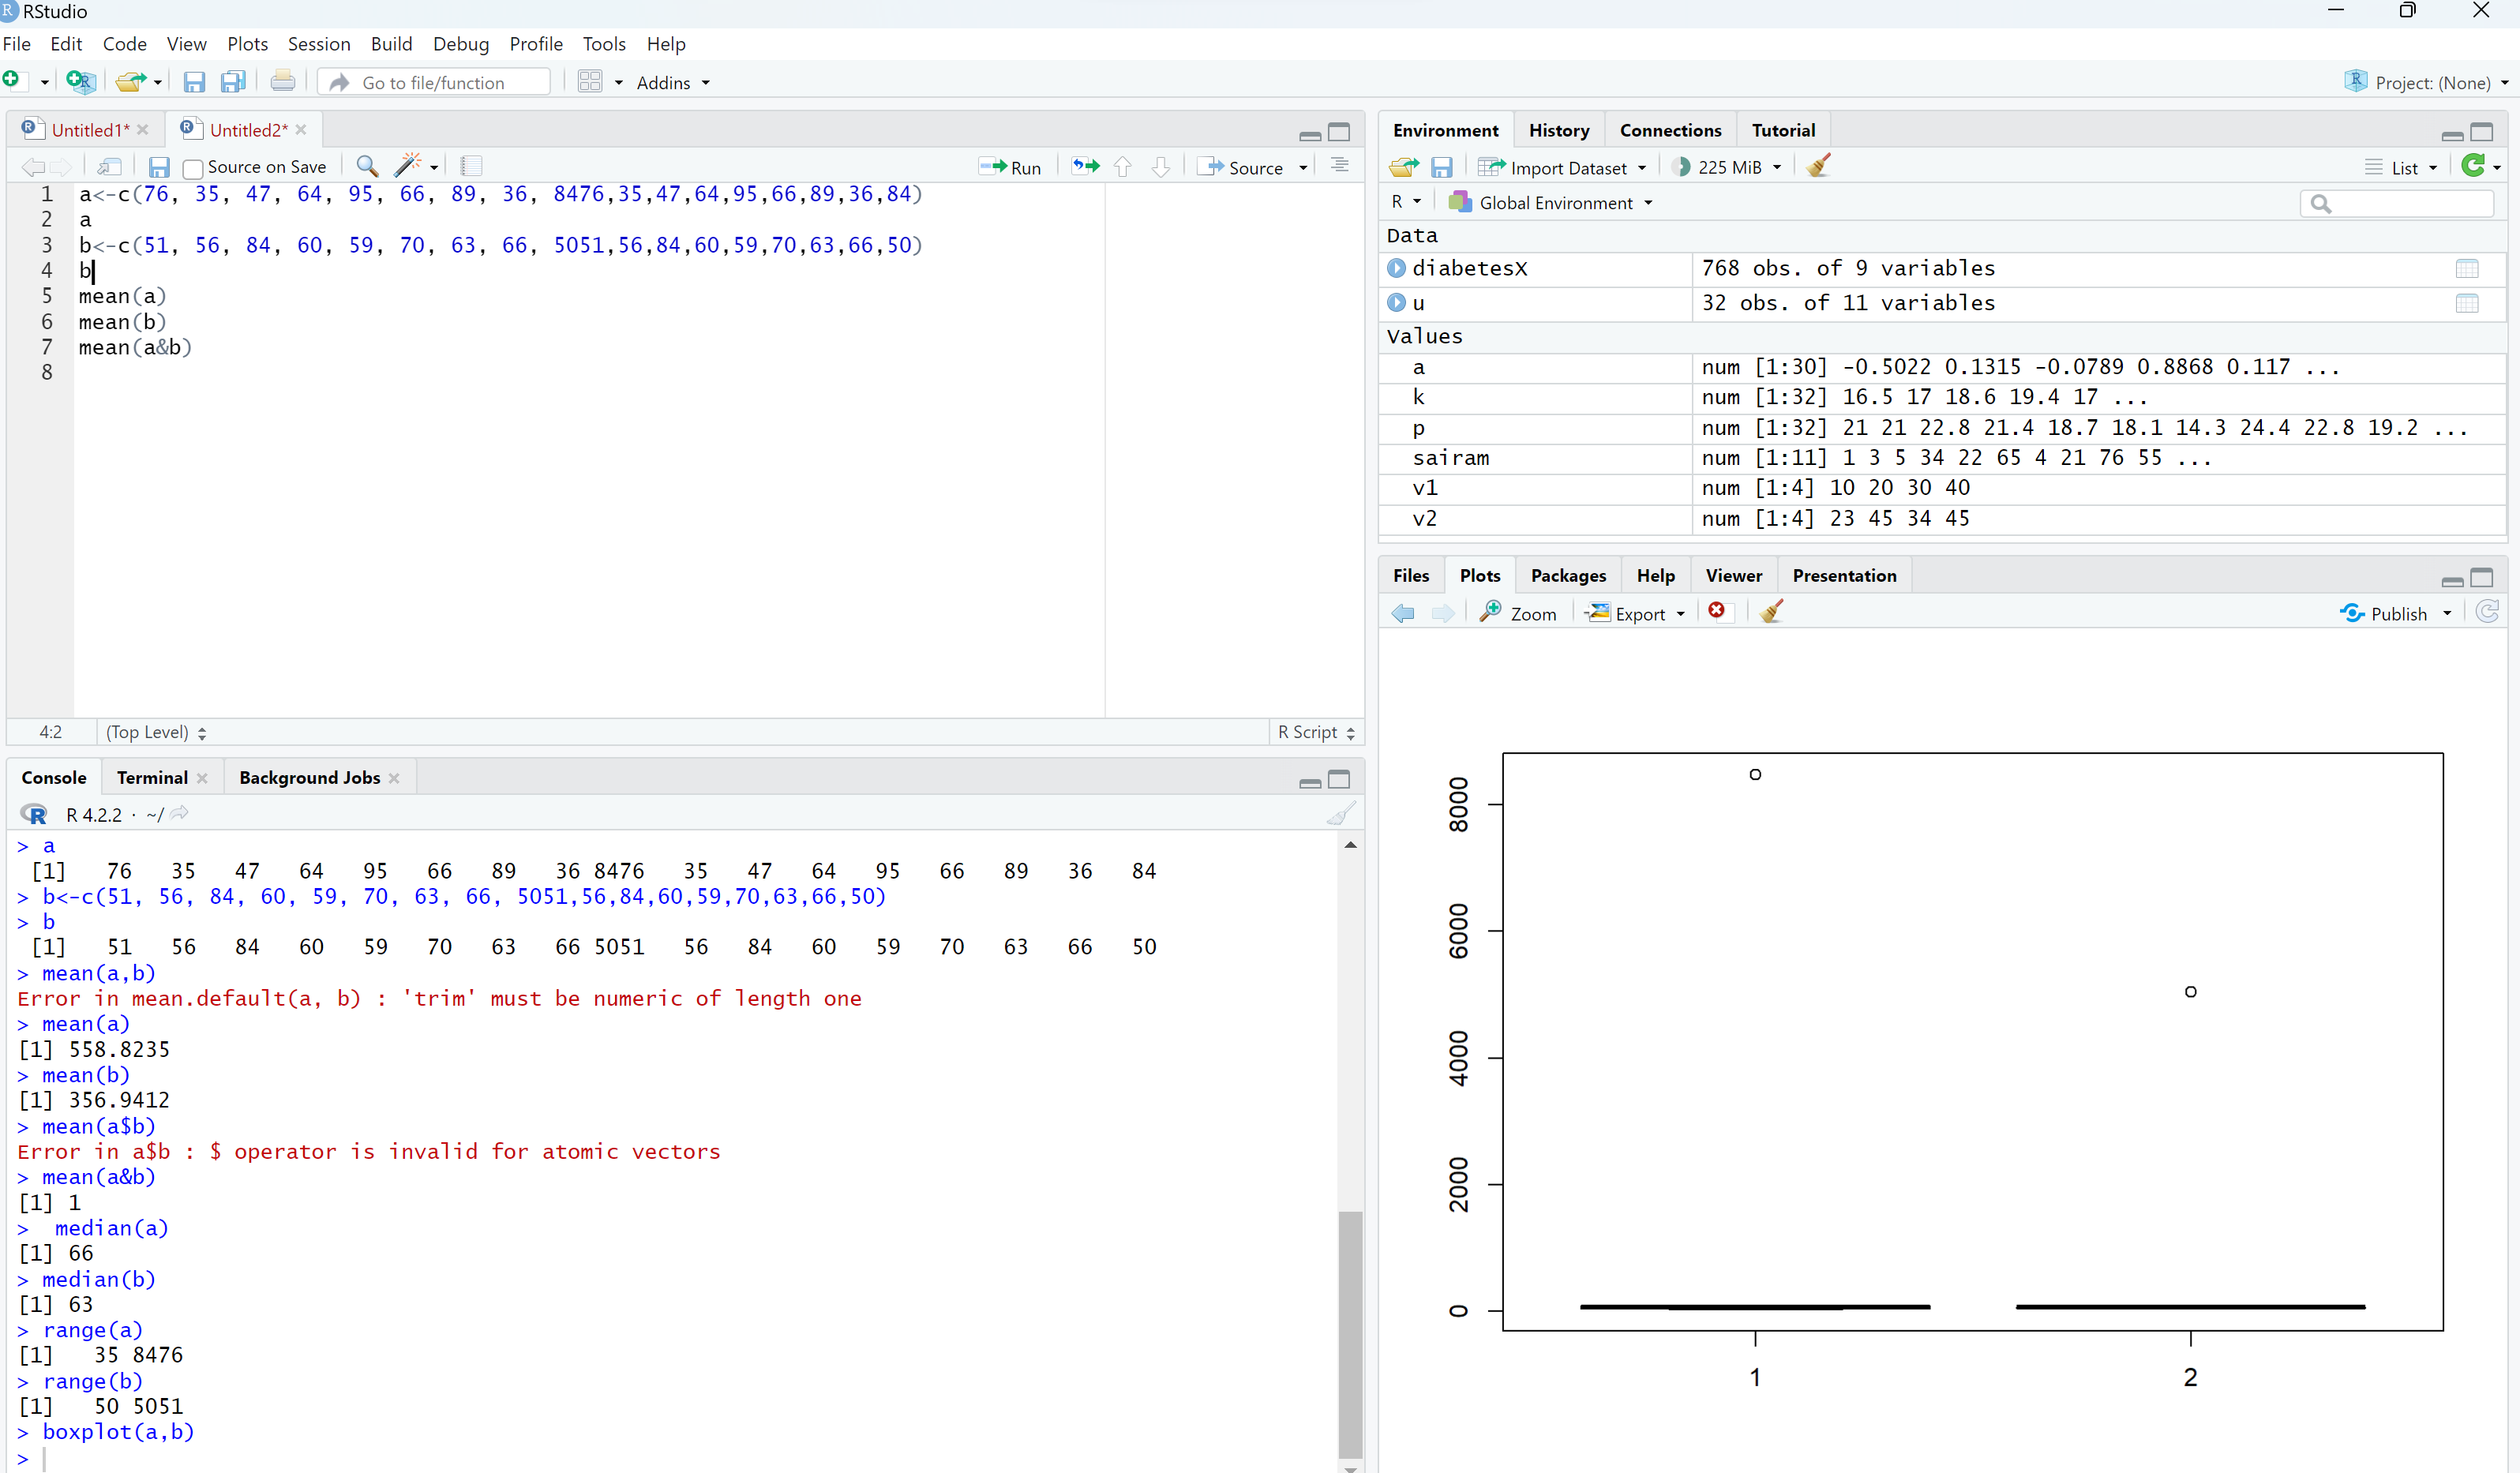 RStudio
File Edit Code View Plots Session Build Debug Profile Tools Help
Go to file/function Addins Project: (None)
Untitled1* Untitled2*
Source on Save Run Source
1 a<-c(76, 35, 47, 64, 95, 66, 89, 36, 8476,35,47,64,95,66,89,36,84)
2 a
3 b<-c(51, 56, 84, 60, 59, 70, 63, 66, 5051,56,84,60,59,70,63,66,50)
4 b
5 mean(a)
6 mean(b)
7 mean(a&b)
8
4:2 (Top Level) R Script
Console Terminal Background Jobs
R R 4.2.2 · ~/
> a
[1] 76 35 47 64 95 66 89 36 8476 35 47 64 95 66 89 36 84
> b<-c(51, 56, 84, 60, 59, 70, 63, 66, 5051,56,84,60,59,70,63,66,50)
> b
[1] 51 56 84 60 59 70 63 66 5051 56 84 60 59 70 63 66 50
> mean(a,b)
Error in mean.default(a, b) : 'trim' must be numeric of length one
> mean(a)
[1] 558.8235
> mean(b)
[1] 356.9412
> mean(a$b)
Error in a$b : $ operator is invalid for atomic vectors
> mean(a&b)
[1] 1
>  median(a)
[1] 66
> median(b)
[1] 63
> range(a)
[1] 35 8476
> range(b)
[1] 50 5051
> boxplot(a,b)
>
Environment History Connections Tutorial
Import Dataset 225 MiB List
R Global Environment
Data
diabetesX 768 obs. of 9 variables
u 32 obs. of 11 variables
Values
a num [1:30] -0.5022 0.1315 -0.0789 0.8868 0.117 ...
k num [1:32] 16.5 17 18.6 19.4 17 ...
p num [1:32] 21 21 22.8 21.4 18.7 18.1 14.3 24.4 22.8 19.2 ...
sairam num [1:11] 1 3 5 34 22 65 4 21 76 55 ...
v1 num [1:4] 10 20 30 40
v2 num [1:4] 23 45 34 45
Files Plots Packages Help Viewer Presentation
Zoom Export Publish
8000
6000
4000
2000
0
1 2